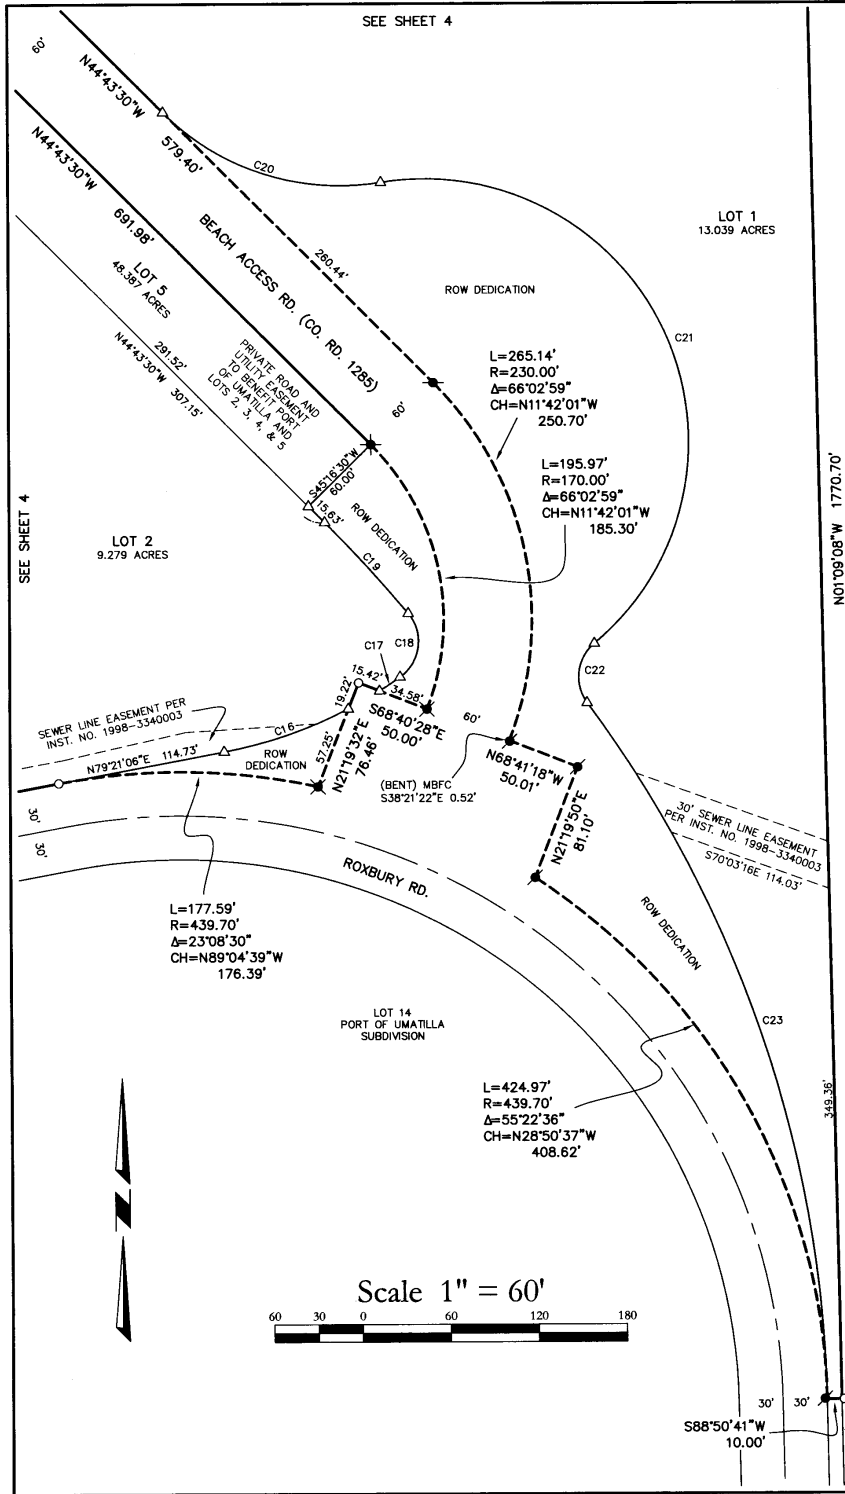 SEE SHEET 4
60'
N44°43'30"W
579.40'
N44°43'30"W
691.98'
C20
LOT 1
13.039 ACRES
BEACH ACCESS RD. (CO. RD. 1285)
260.44'
ROW DEDICATION
LOT 5
48.387 ACRES
291.52'
N44°43'30"W 307.15'
C21
PRIVATE ROAD AND
UTILITY EASEMENT
TO BENEFIT PORT
OF UMATILLA AND
LOTS 2, 3, 4, & 5
L=265.14'
R=230.00'
Δ=66°02'59"
CH=N11°42'01"W
250.70'
60'
L=195.97'
R=170.00'
Δ=66°02'59"
CH=N11°42'01"W
185.30'
S45°16'30"W
60.00'
15.63'
ROW DEDICATION
N01°09'08"W 1770.70'
SEE SHEET 4
LOT 2
9.279 ACRES
C19
C17
C18
C22
15.42'
34.58'
19.22'
S68°40'28"E
50.00'
60'
SEWER LINE EASEMENT PER
INST. NO. 1998-3340003
C16
57.25'
N21°19'32"E
76.46'
N79°21'06"E 114.73'
ROW
DEDICATION
(BENT) MBFC
S38°21'22"E 0.52'
N68°41'18"W
50.01'
N21°19'50"E
81.10'
30' SEWER LINE EASEMENT
PER INST. NO. 1998-3340003
S70°03'16E 114.03'
30'
30'
ROXBURY RD.
L=177.59'
R=439.70'
Δ=23°08'30"
CH=N89°04'39"W
176.39'
ROW DEDICATION
LOT 14
PORT OF UMATILLA
SUBDIVISION
C23
L=424.97'
R=439.70'
Δ=55°22'36"
CH=N28°50'37"W
408.62'
349.36'
N
Scale 1" = 60'
60 30 0 60 120 180
30' 30'
S88°50'41"W
10.00'